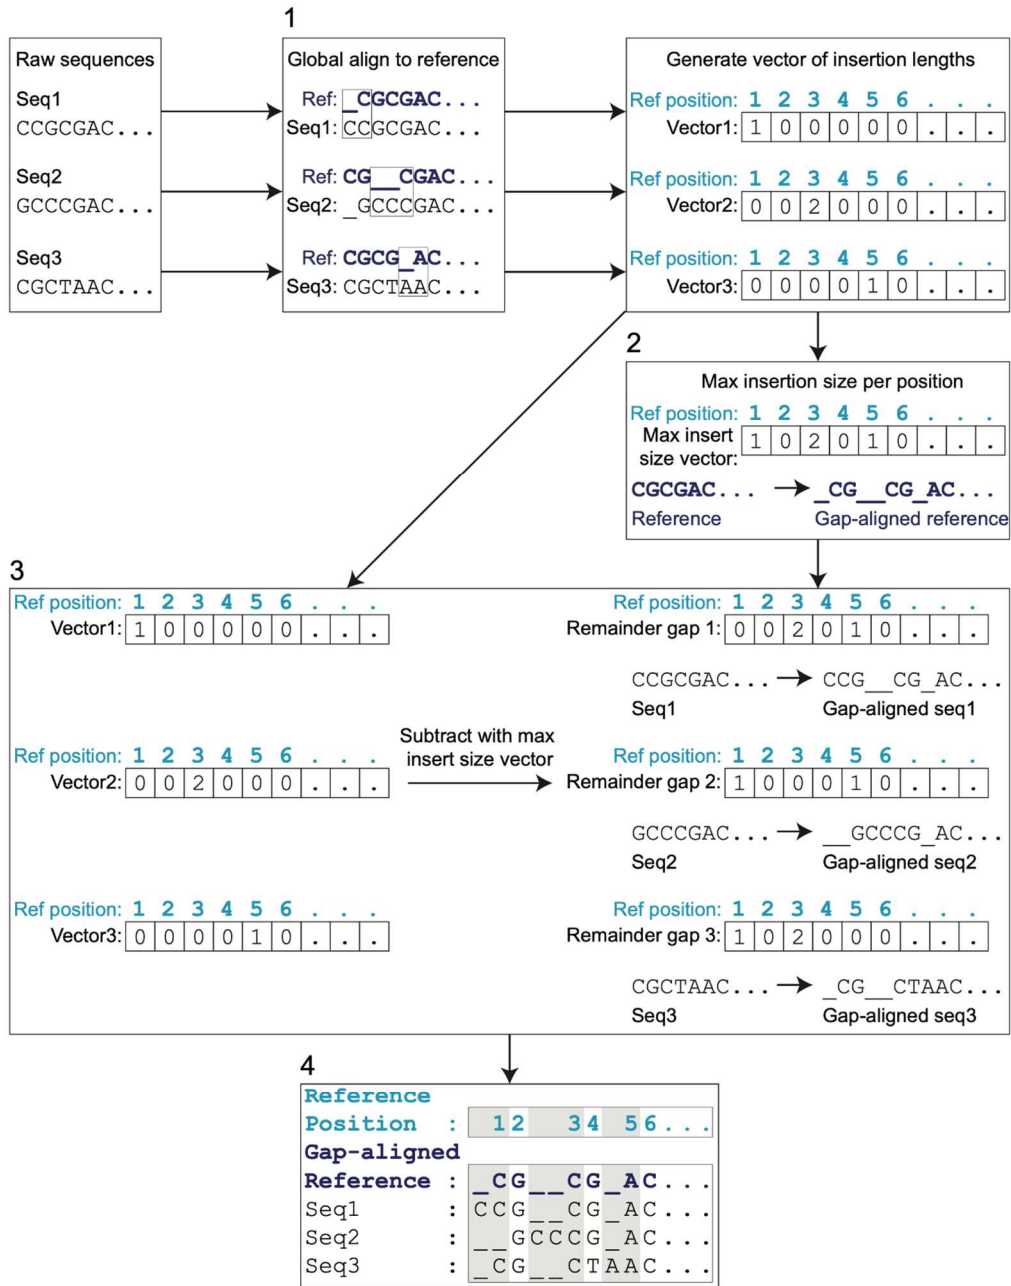 1
Raw sequences
Seq1
CCGCGAC...
Seq2
GCCCGAC...
Seq3
CGCTAAC...
Global align to reference
Ref: _CGCGAC...
Seq1: CCGCGAC...
Ref: CG__CGAC...
Seq2: _GCCCGAC...
Ref: CGCG_AC...
Seq3: CGCTAAC...
Generate vector of insertion lengths
Ref position: 1 2 3 4 5 6 . . .
Vector1: 1 0 0 0 0 0 . . .
Ref position: 1 2 3 4 5 6 . . .
Vector2: 0 0 2 0 0 0 . . .
Ref position: 1 2 3 4 5 6 . . .
Vector3: 0 0 0 0 1 0 . . .
2
Max insertion size per position
Ref position: 1 2 3 4 5 6 . . .
Max insert
size vector: 1 0 2 0 1 0 . . .
CGCGAC... _CG__CG_AC...
Reference Gap-aligned reference
3
Ref position: 1 2 3 4 5 6 . . .
Vector1: 1 0 0 0 0 0 . . .
Ref position: 1 2 3 4 5 6 . . .
Remainder gap 1: 0 0 2 0 1 0 . . .
CCGCGAC... CCG__CG_AC...
Seq1 Gap-aligned seq1
Ref position: 1 2 3 4 5 6 . . .
Vector2: 0 0 2 0 0 0 . . .
Subtract with max
insert size vector
Ref position: 1 2 3 4 5 6 . . .
Remainder gap 2: 1 0 0 0 1 0 . . .
GCCCGAC... __GCCCG_AC...
Seq2 Gap-aligned seq2
Ref position: 1 2 3 4 5 6 . . .
Vector3: 0 0 0 0 1 0 . . .
Ref position: 1 2 3 4 5 6 . . .
Remainder gap 3: 1 0 2 0 0 0 . . .
CGCTAAC... _CG__CTAAC...
Seq3 Gap-aligned seq3
4
Reference
Position : 12 34 56...
Gap-aligned
Reference : _CG__CG_AC...
Seq1 : CCG__CG_AC...
Seq2 : __GCCCG_AC...
Seq3 : _CG__CTAAC...